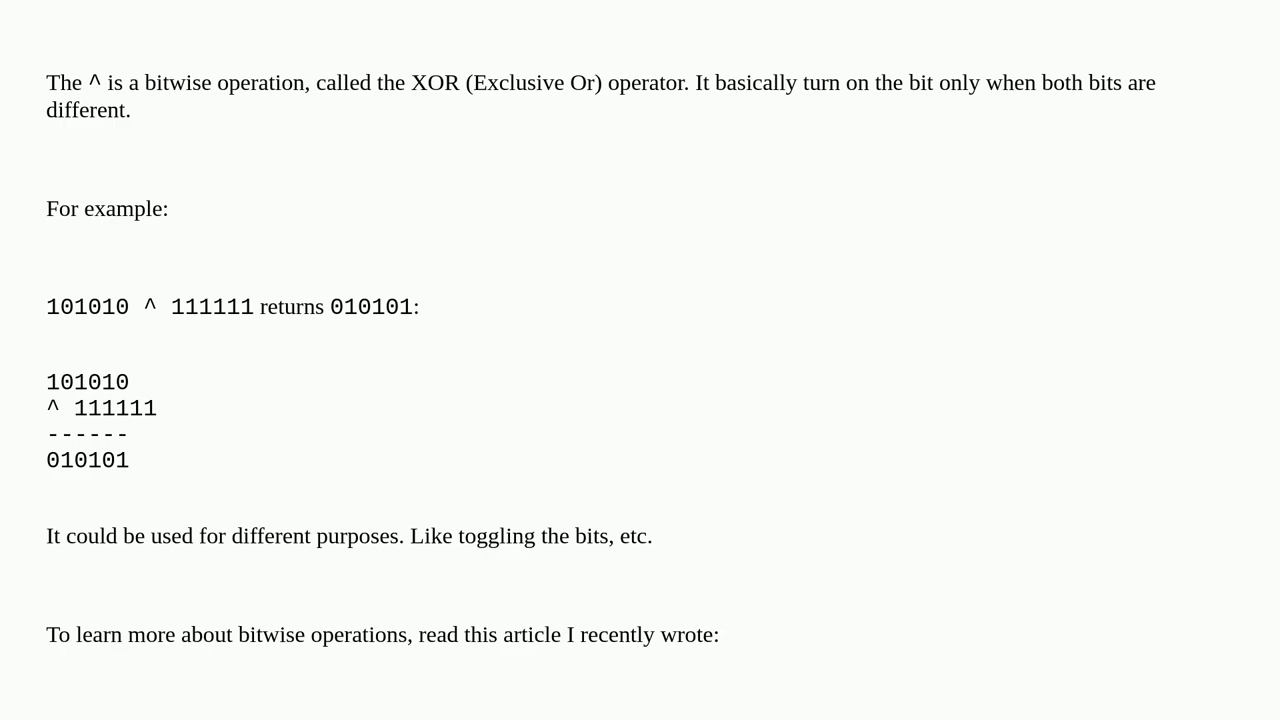 The ^ is a bitwise operation, called the XOR (Exclusive Or) operator. It basically turn on the bit only when both bits are
different.
For example:
101010 ^ 111111 returns 010101:
101010
^ 111111
------
010101
It could be used for different purposes. Like toggling the bits, etc.
To learn more about bitwise operations, read this article I recently wrote: